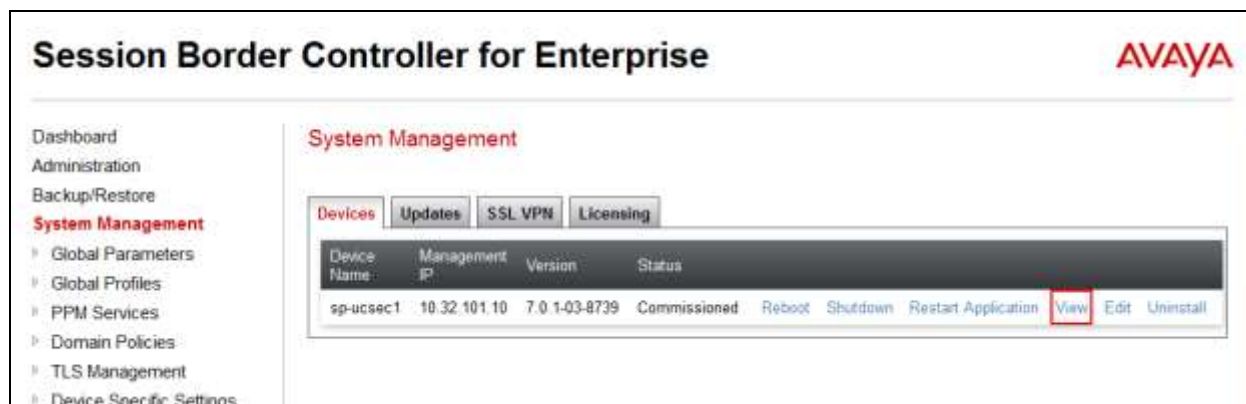 Session Border Controller for Enterprise
AVAYA
Dashboard
Administration
Backup/Restore
System Management
Global Parameters
Global Profiles
PPM Services
Domain Policies
TLS Management
Device Specific Settings
System Management
Devices Updates SSL VPN Licensing
Device Name Management IP Version Status
sp-ucsec1 10.32.101.10 7.0.1-03-8739 Commissioned Reboot Shutdown Restart Application View Edit Uninstall